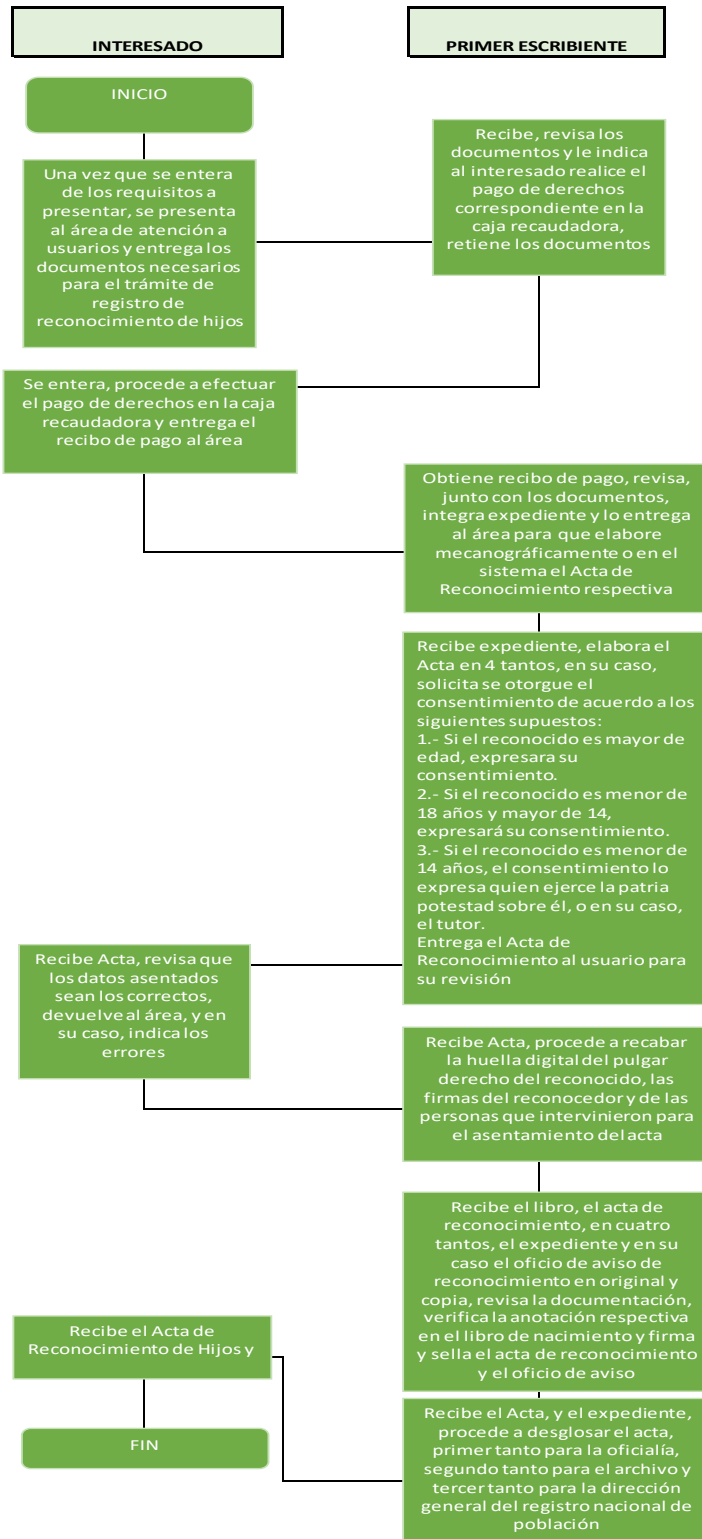 INTERESADO
PRIMER ESCRIBIENTE
INICIO
Recibe, revisa los
documentos y le indica
al interesado realice el
pago de derechos
correspondiente en la
caja recaudadora,
retiene los documentos
Una vez que se entera
de los requisitos a
presentar, se presenta
al área de atención a
usuarios y entrega los
documentos necesarios
para el trámite de
registro de
reconocimiento de hijos
Se entera, procede a efectuar
el pago de derechos en la caja
recaudadora y entrega el
recibo de pago al área
Obtiene recibo de pago, revisa,
junto con los documentos,
integra expediente y lo entrega
al área para que elabore
mecanográficamente o en el
sistema el Acta de
Reconocimiento respectiva
Recibe expediente, elabora el
Acta en 4 tantos, en su caso,
solicita se otorgue el
consentimiento de acuerdo a los
siguientes supuestos:
1.- Si el reconocido es mayor de
edad, expresara su
consentimiento.
2.- Si el reconocido es menor de
18 años y mayor de 14,
expresará su consentimiento.
3.- Si el reconocido es menor de
14 años, el consentimiento lo
expresa quien ejerce la patria
potestad sobre él, o en su caso,
el tutor.
Entrega el Acta de
Reconocimiento al usuario para
su revisión
Recibe Acta, revisa que
los datos asentados
sean los correctos,
devuelve al área, y en
su caso, indica los
errores
Recibe Acta, procede a recabar
la huella digital del pulgar
derecho del reconocido, las
firmas del reconocedor y de las
personas que intervinieron para
el asentamiento del acta
Recibe el libro, el acta de
reconocimiento, en cuatro
tantos, el expediente y en su
caso el oficio de aviso de
reconocimiento en original y
copia, revisa la documentación,
verifica la anotación respectiva
en el libro de nacimiento y firma
y sella el acta de reconocimiento
y el oficio de aviso
Recibe el Acta de
Reconocimiento de Hijos y
Recibe el Acta, y el expediente,
procede a desglosar el acta,
primer tanto para la oficialía,
segundo tanto para el archivo y
tercer tanto para la dirección
general del registro nacional de
población
FIN